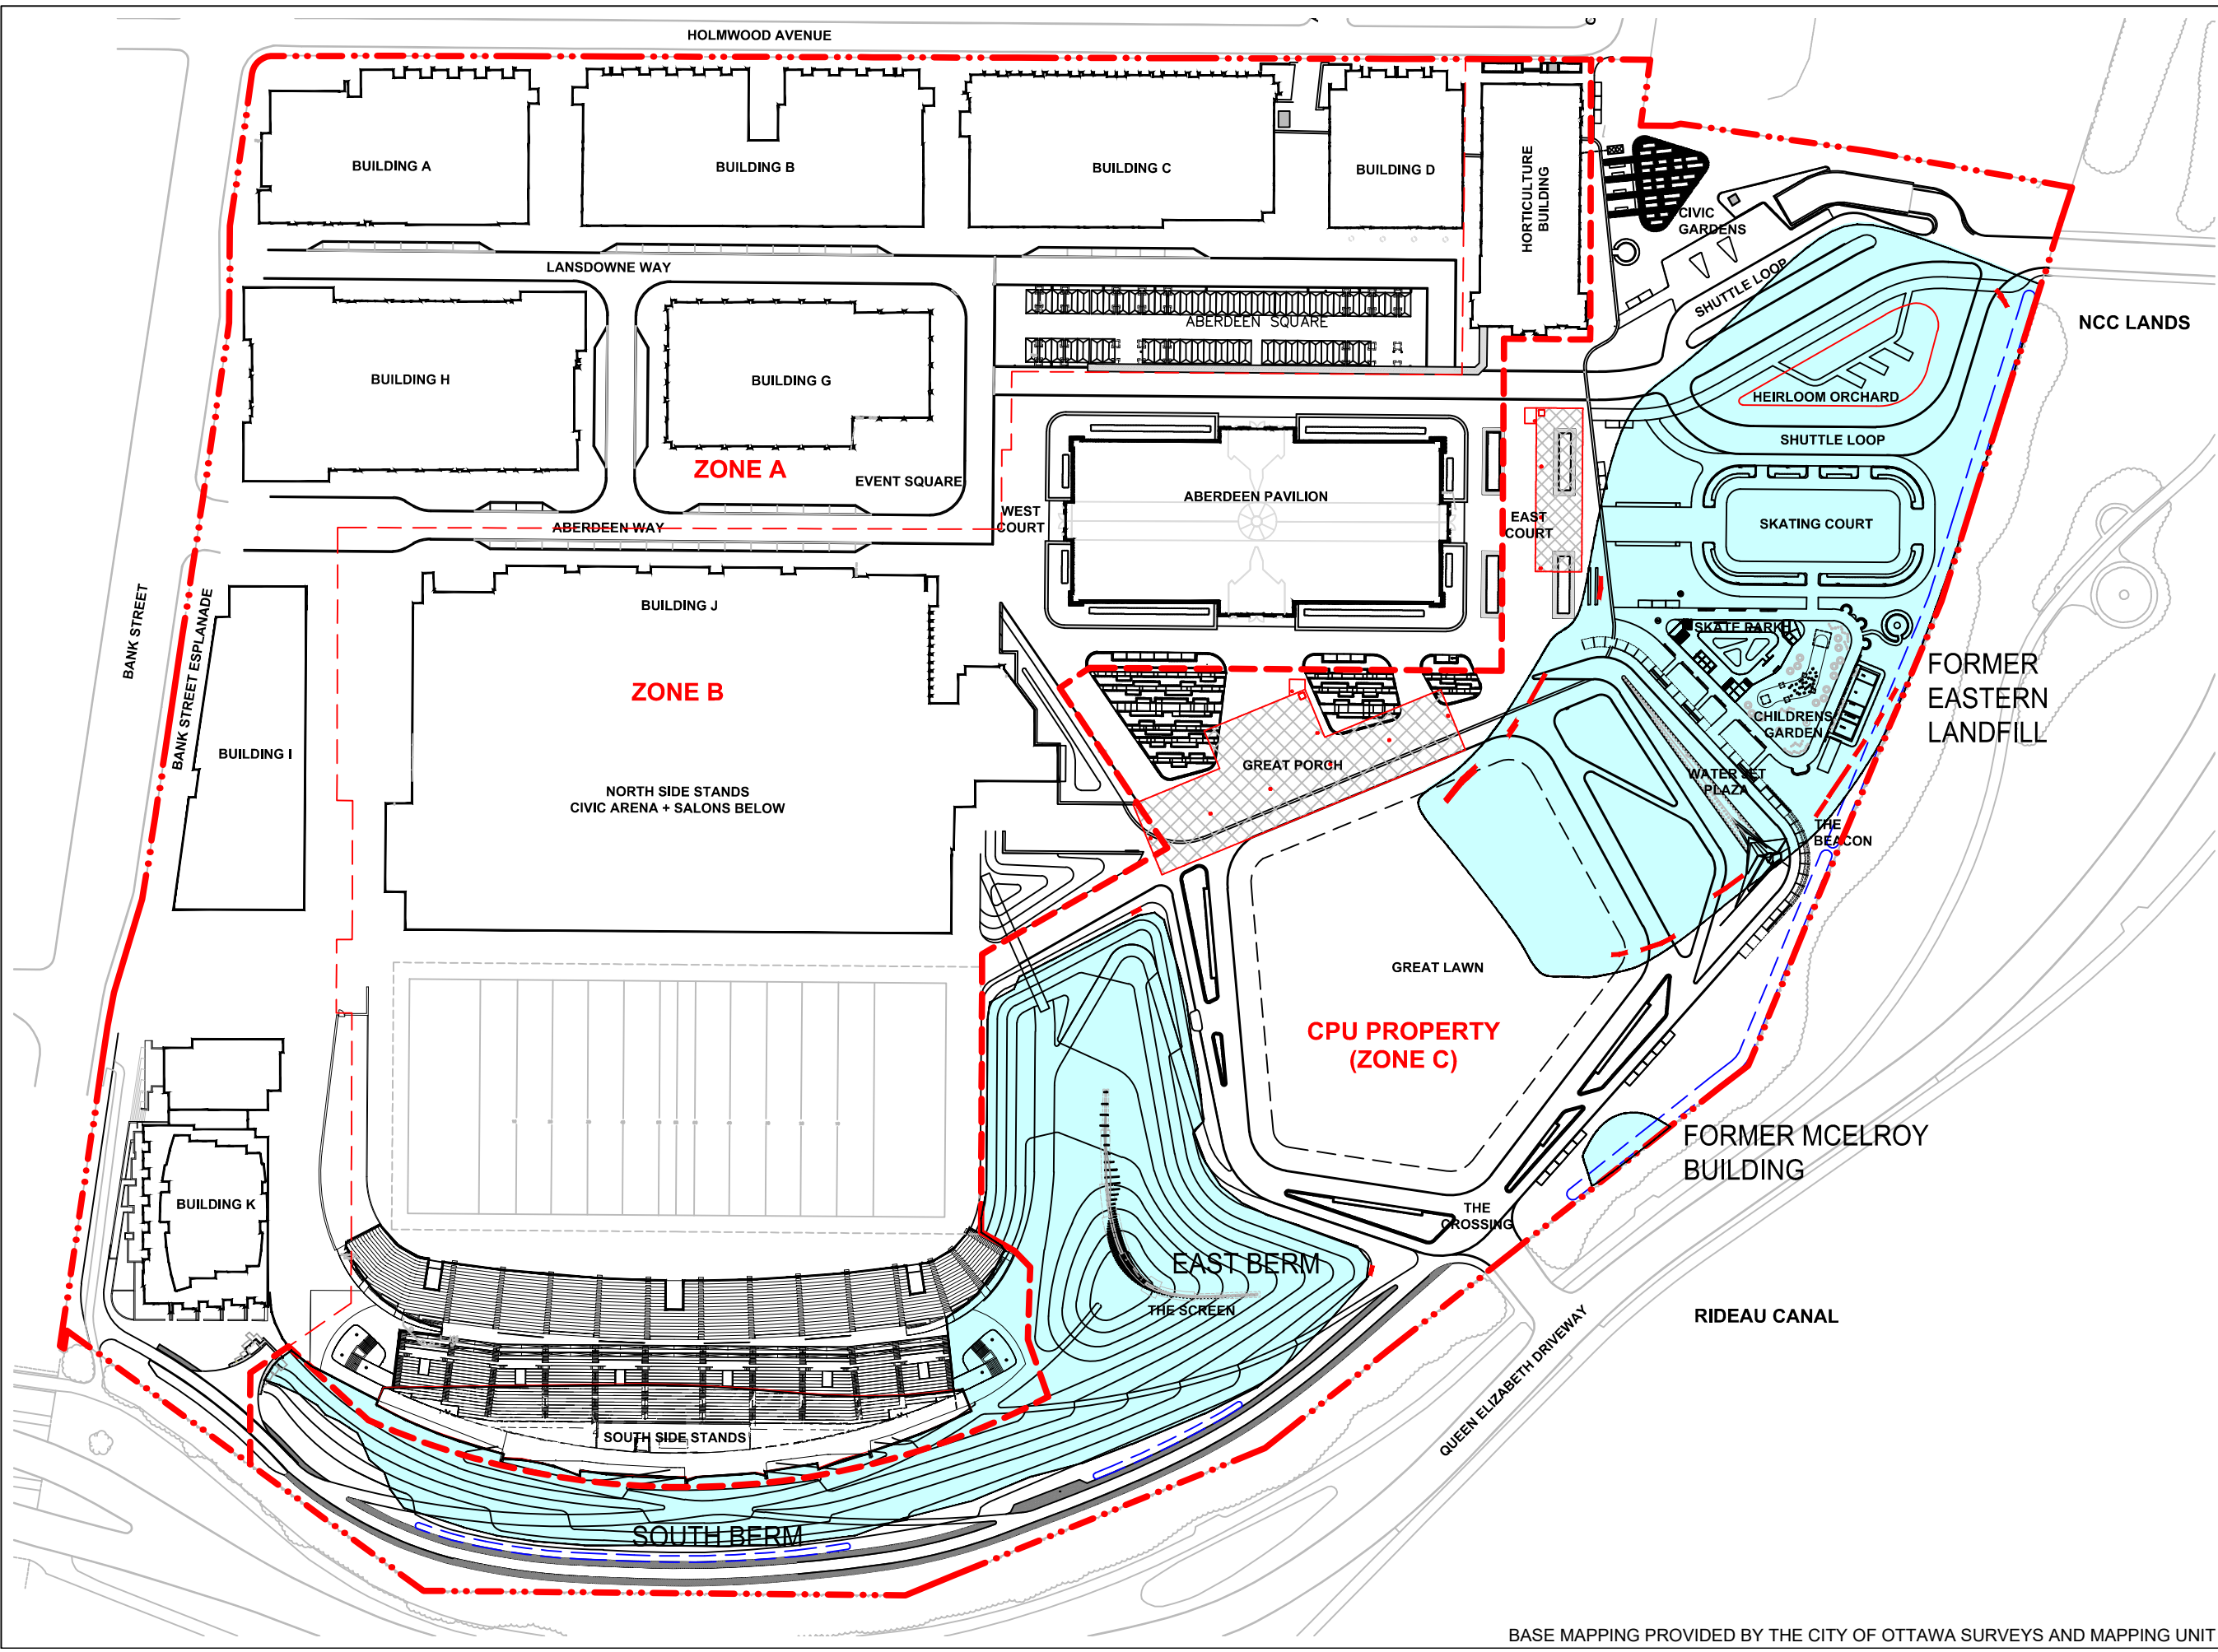 HOLMWOOD AVENUE
BUILDING A
BUILDING B
BUILDING C
BUILDING D
HORTICULTURE
BUILDING
CIVIC
GARDENS
LANSDOWNE WAY
SHUTTLE LOOP
ABERDEEN SQUARE
NCC LANDS
BUILDING H
BUILDING G
HEIRLOOM ORCHARD
SHUTTLE LOOP
ZONE A
EVENT SQUARE
ABERDEEN PAVILION
WEST
COURT
EAST
COURT
SKATING COURT
ABERDEEN WAY
BANK STREET
BANK STREET ESPLANADE
BUILDING J
SKATE PARK
FORMER
EASTERN
LANDFILL
ZONE B
CHILDRENS
GARDEN
BUILDING I
GREAT PORCH
WATER JET
PLAZA
NORTH SIDE STANDS
CIVIC ARENA + SALONS BELOW
THE
BEACON
GREAT LAWN
CPU PROPERTY
(ZONE C)
FORMER MCELROY
BUILDING
BUILDING K
THE
CROSSING
EAST BERM
THE SCREEN
RIDEAU CANAL
QUEEN ELIZABETH DRIVEWAY
SOUTH SIDE STANDS
SOUTH BERM
BASE MAPPING PROVIDED BY THE CITY OF OTTAWA SURVEYS AND MAPPING UNIT